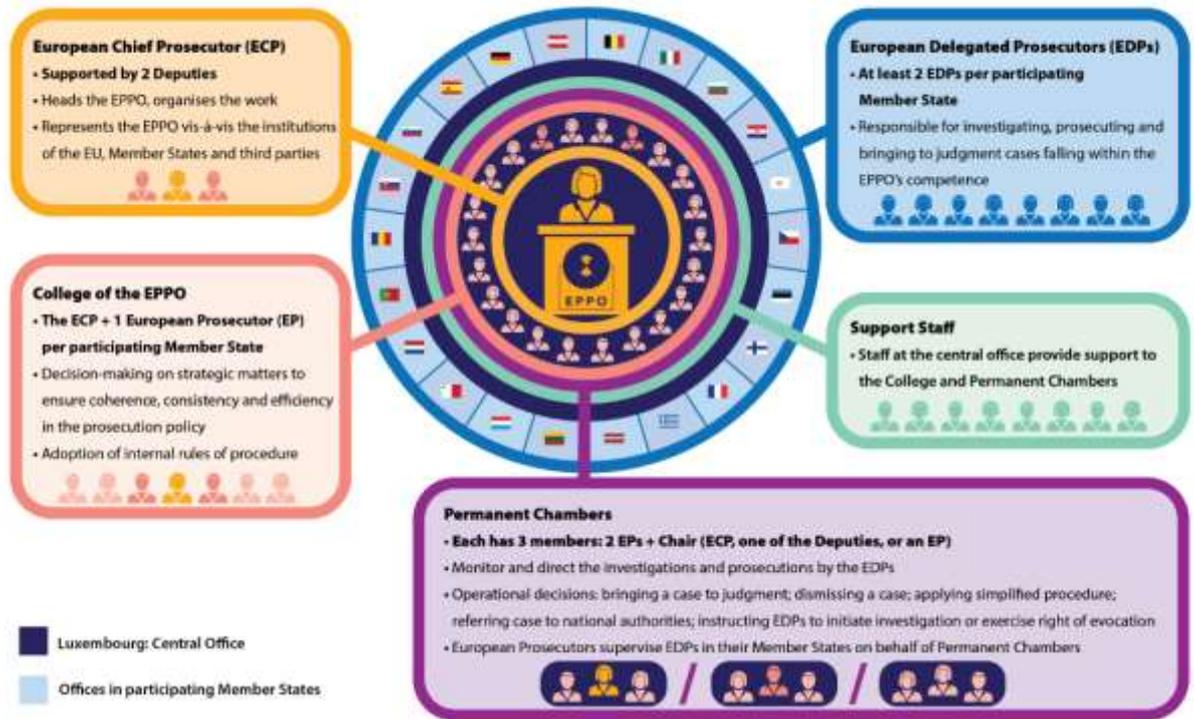 European Chief Prosecutor (ECP)
• Supported by 2 Deputies
• Heads the EPPO, organises the work
• Represents the EPPO vis-à-vis the institutions
of the EU, Member States and third parties
College of the EPPO
• The ECP + 1 European Prosecutor (EP)
per participating Member State
• Decision-making on strategic matters to
ensure coherence, consistency and efficiency
in the prosecution policy
• Adoption of internal rules of procedure
EPPO
European Delegated Prosecutors (EDPs)
• At least 2 EDPs per participating
Member State
• Responsible for investigating, prosecuting and
bringing to judgment cases falling within the
EPPO's competence
Support Staff
• Staff at the central office provide support to
the College and Permanent Chambers
Permanent Chambers
• Each has 3 members: 2 EPs + Chair (ECP, one of the Deputies, or an EP)
• Monitor and direct the investigations and prosecutions by the EDPs
• Operational decisions: bringing a case to judgment; dismissing a case; applying simplified procedure;
referring case to national authorities; instructing EDPs to initiate investigation or exercise right of evocation
• European Prosecutors supervise EDPs in their Member States on behalf of Permanent Chambers
Luxembourg: Central Office
Offices in participating Member States